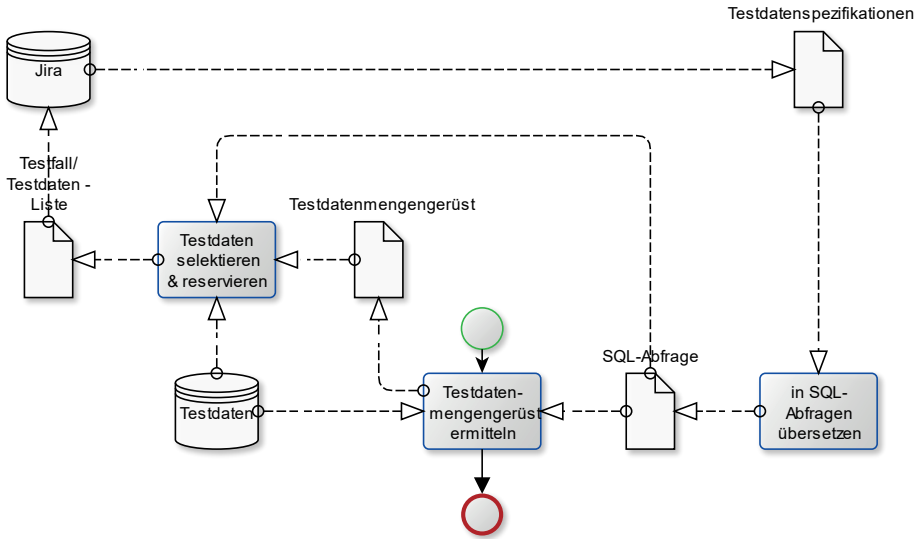 Testdatenspezifikationen
Jira
Testfall/
Testdaten -
Liste
Testdatenmengengerüst
Testdaten
selektieren
& reservieren
SQL-Abfrage
Testdaten
Testdaten-
mengengerüst
ermitteln
in SQL-
Abfragen
übersetzen